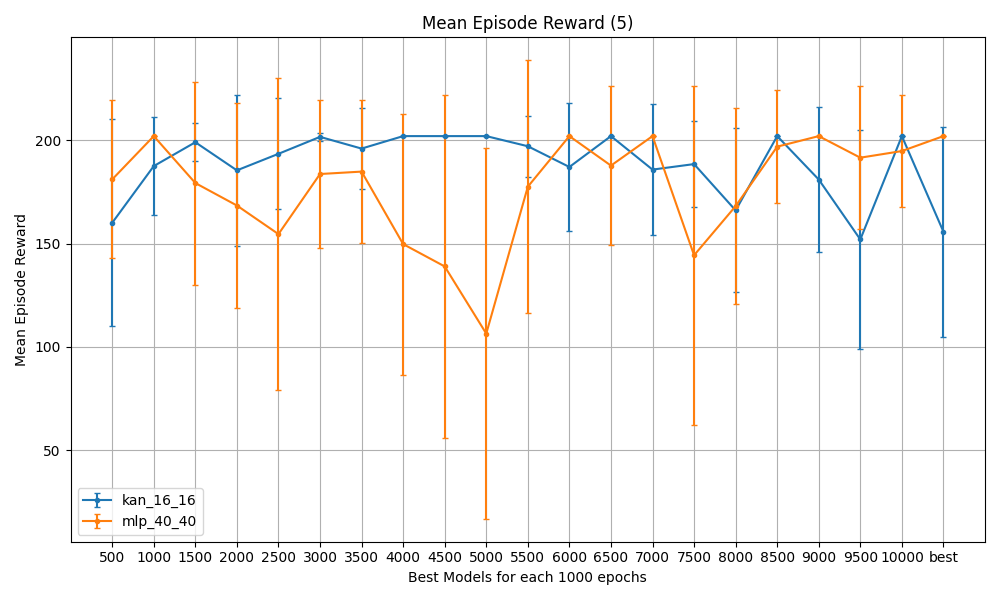 Mean Episode Reward (5)
Mean Episode Reward
200
150
100
50
kan_16_16
mlp_40_40
500 1000 1500 2000 2500 3000 3500 4000 4500 5000 5500 6000 6500 7000 7500 8000 8500 9000 9500 10000 best
Best Models for each 1000 epochs